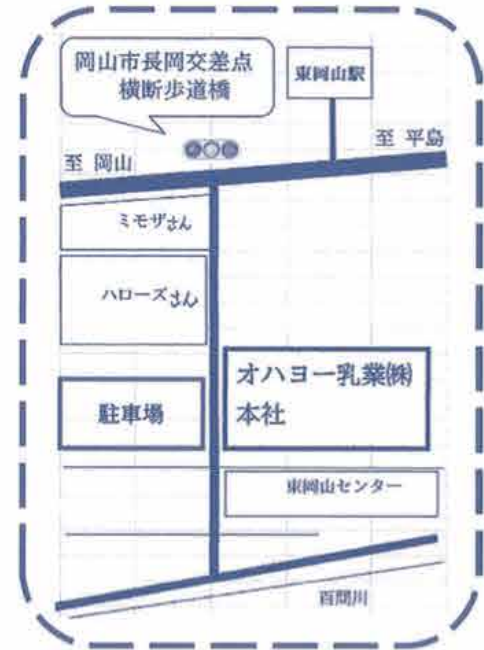 岡山市長岡交差点
横断歩道橋
東岡山駅
至 岡山
至 平島
ミモザさん
ハローズさん
オハヨー乳業㈱
本社
駐車場
東岡山センター
百間川